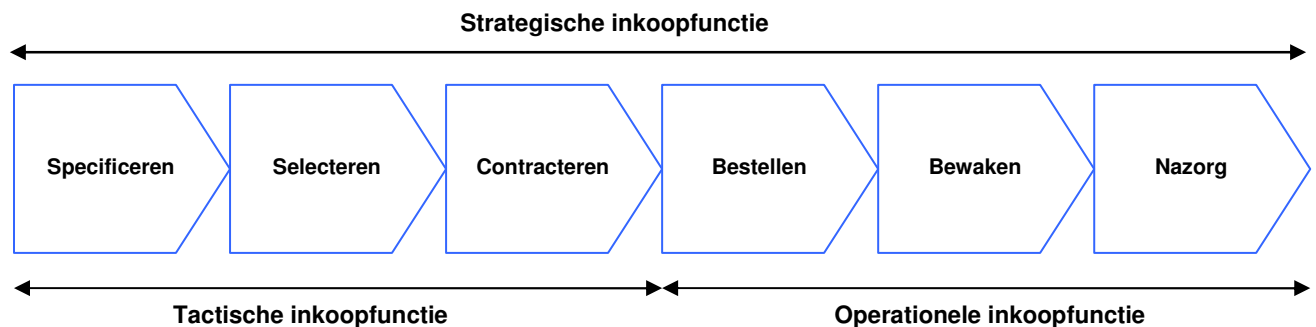 Strategische inkoopfunctie
Specificeren
Selecteren
Contracteren
Bestellen
Bewaken
Nazorg
Tactische inkoopfunctie
Operationele inkoopfunctie